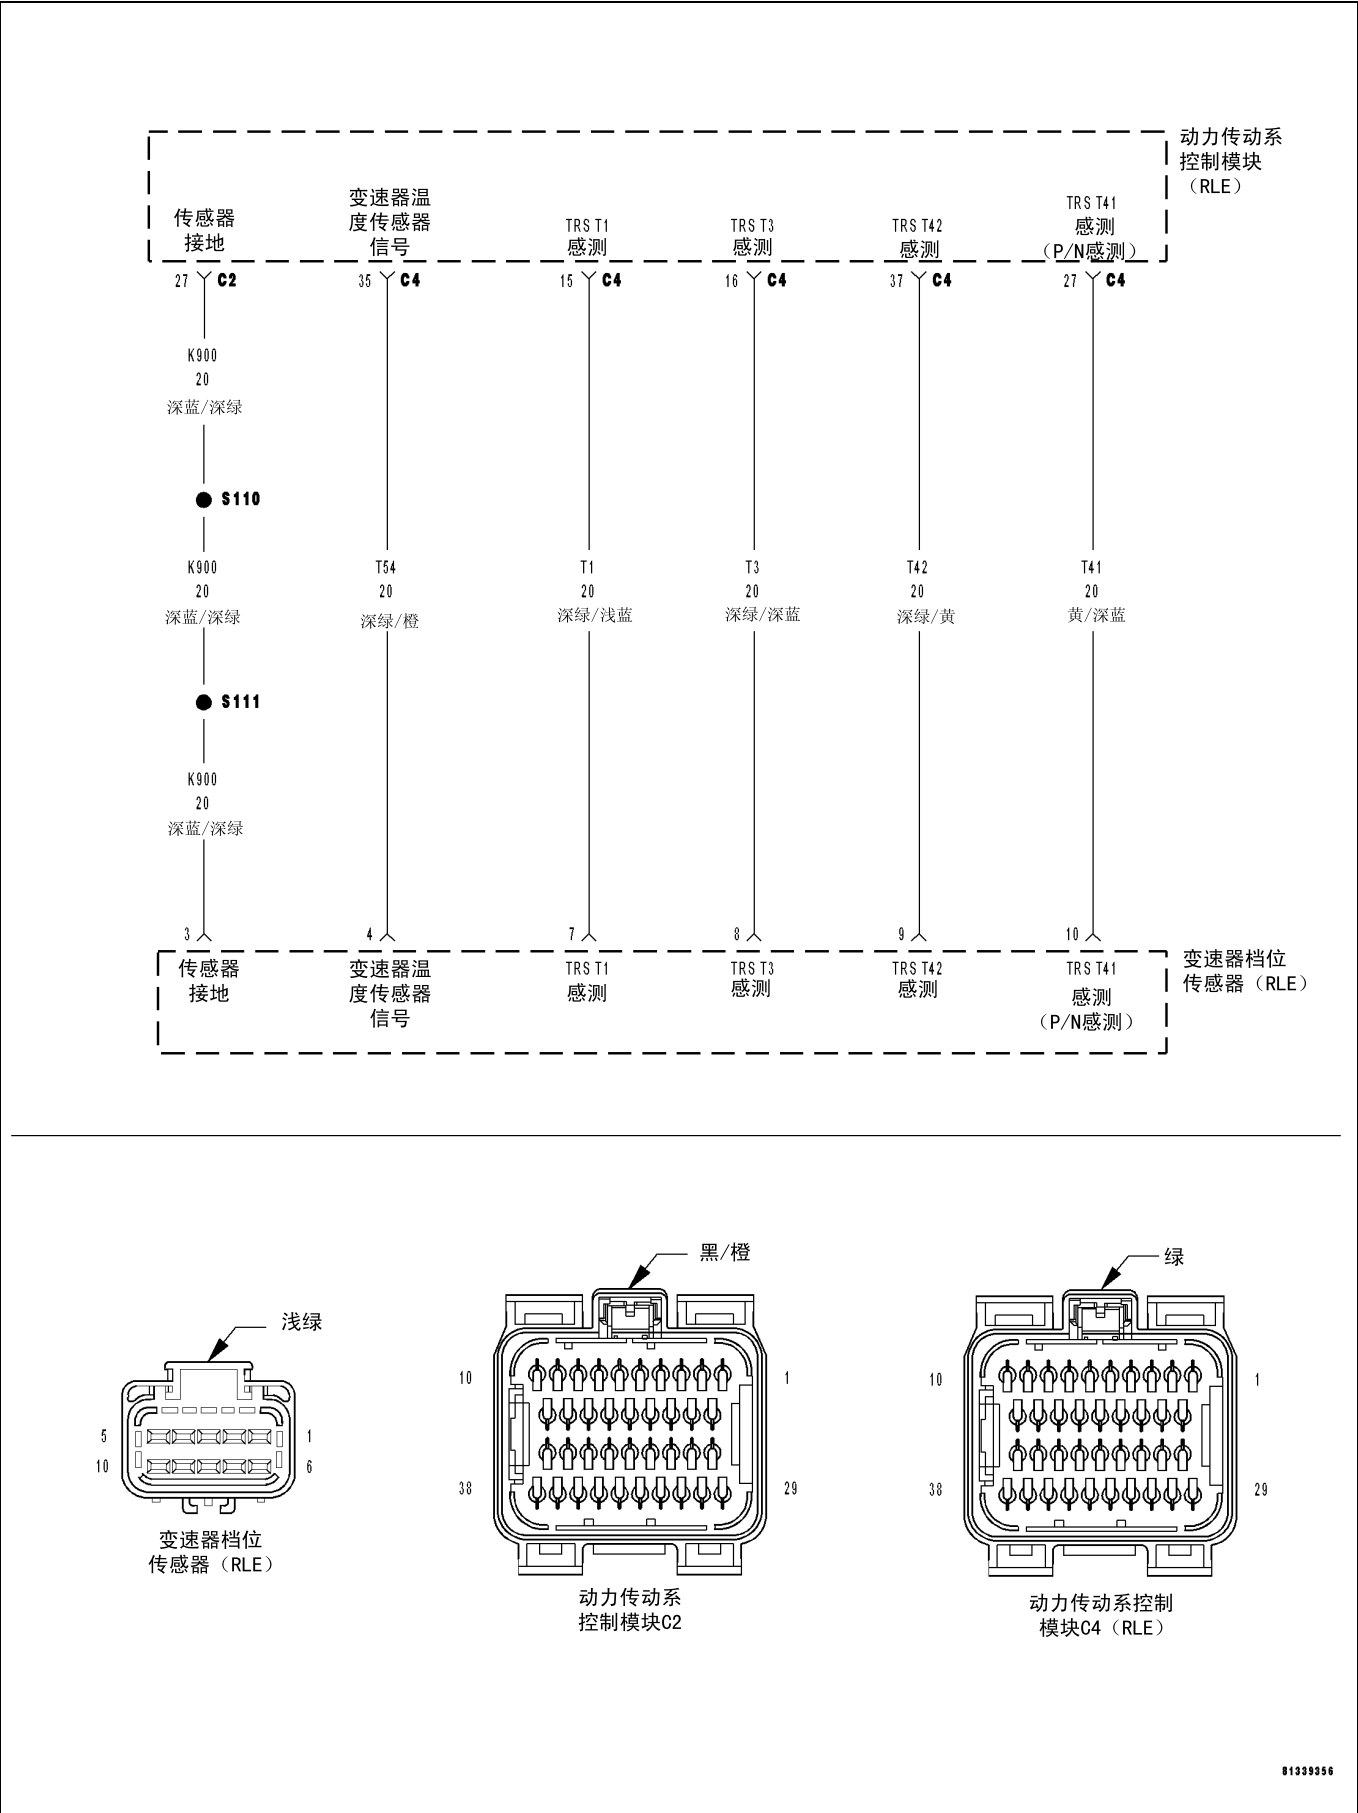 动力传动系
控制模块
（RLE）
传感器
接地
变速器温
度传感器
信号
TRS T1
感测
TRS T3
感测
TRS T42
感测
TRS T41
感测
（P/N感测）
27 C2
35 C4
15 C4
16 C4
37 C4
27 C4
K900
20
深蓝/深绿
S110
K900
20
深蓝/深绿
T54
20
深绿/橙
T1
20
深绿/浅蓝
T3
20
深绿/深蓝
T42
20
深绿/黄
T41
20
黄/深蓝
S111
K900
20
深蓝/深绿
3
4
7
8
9
10
传感器
接地
变速器温
度传感器
信号
TRS T1
感测
TRS T3
感测
TRS T42
感测
TRS T41
感测
（P/N感测）
变速器档位
传感器（RLE）
浅绿
5
1
10
6
变速器档位
传感器（RLE）
黑/橙
10
1
38
29
动力传动系
控制模块C2
绿
10
1
38
29
动力传动系控制
模块C4（RLE）
81339356